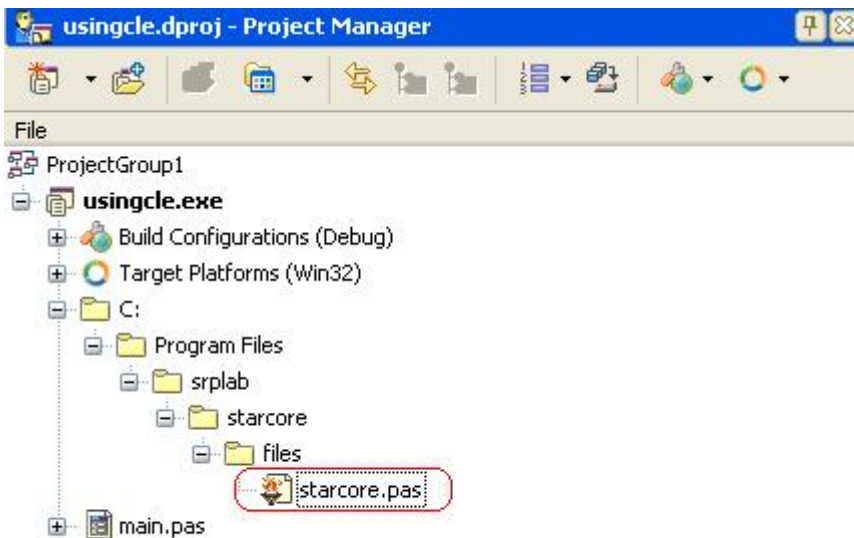 usingcle.dproj - Project Manager
File
ProjectGroup1
usingcle.exe
Build Configurations (Debug)
Target Platforms (Win32)
C:
Program Files
srplab
starcore
files
starcore.pas
main.pas